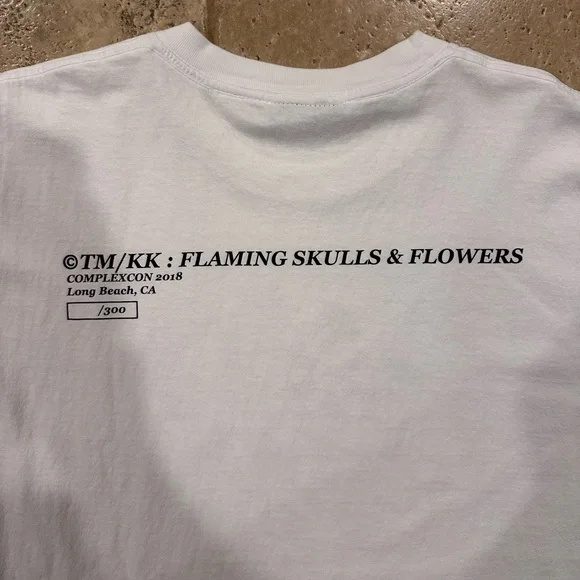 ©TM/KK : FLAMING SKULLS & FLOWERS
COMPLEXCON 2018
Long Beach, CA
/300